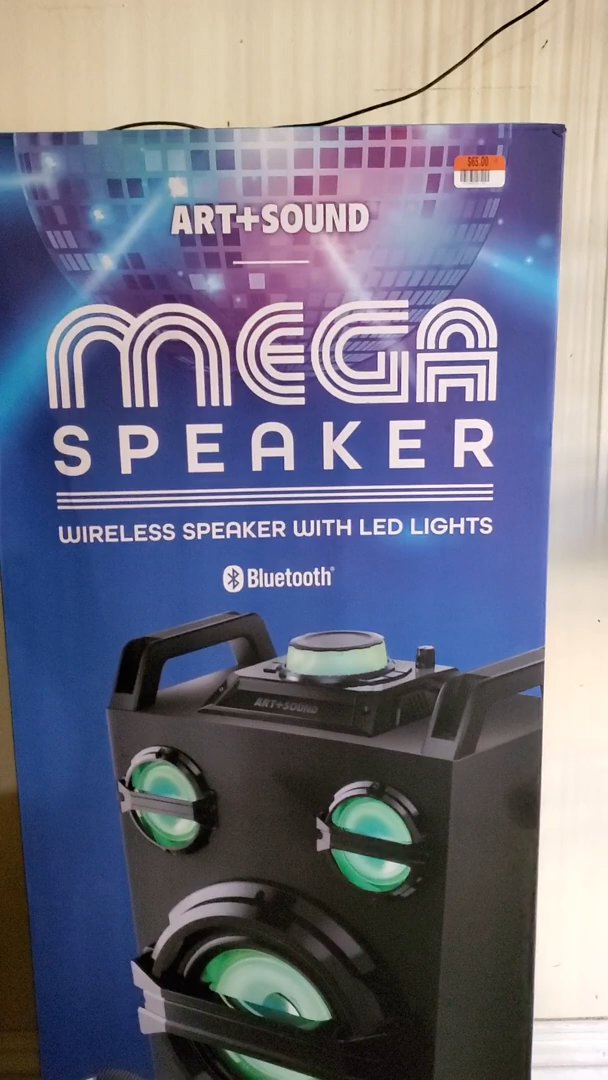 $65.00
ART+SOUND
MEGA
SPEAKER
WIRELESS SPEAKER WITH LED LIGHTS
Bluetooth®
ART+SOUND